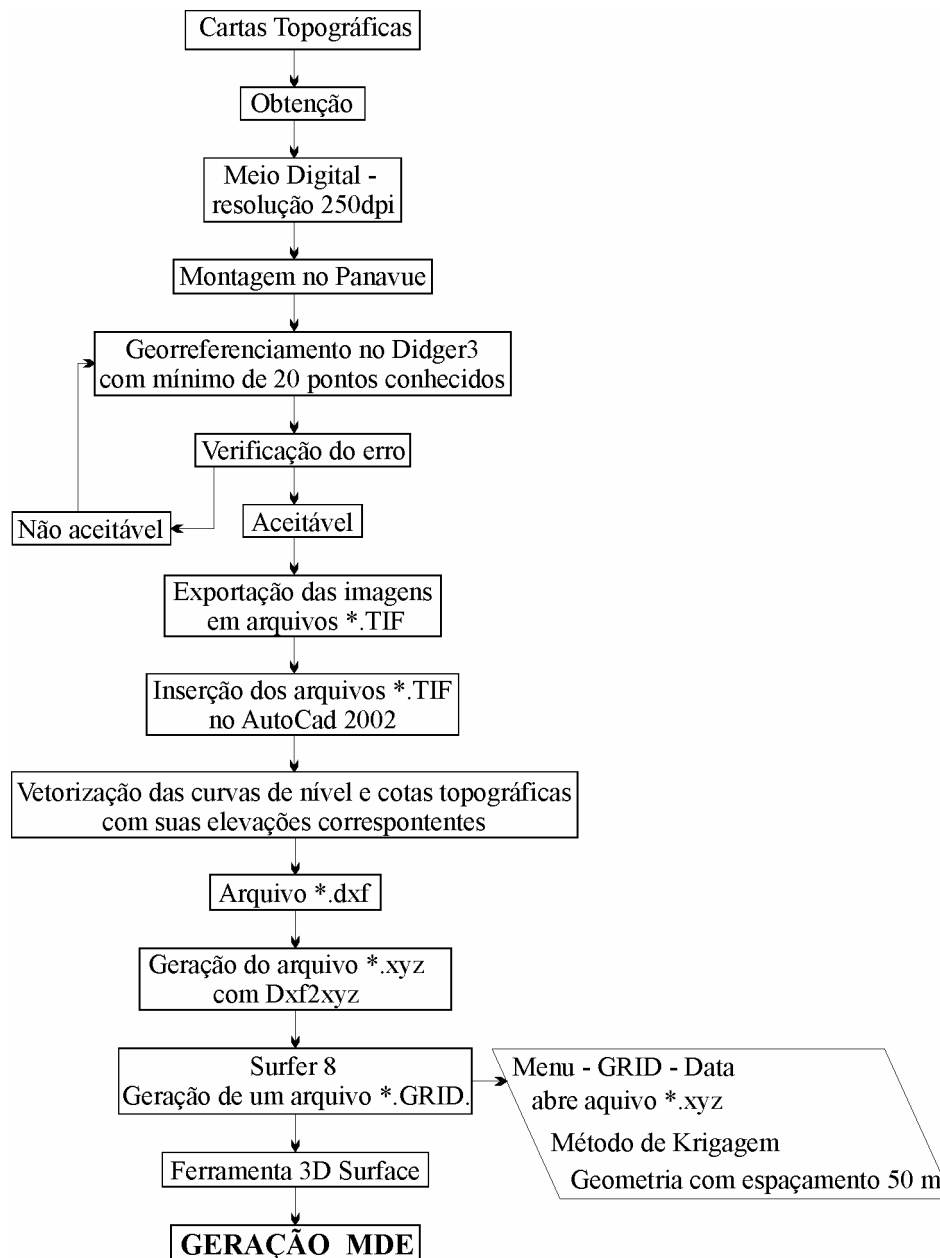 Cartas Topográficas
Obtenção
Meio Digital -
resolução 250dpi
Montagem no Panavue
Georreferenciamento no Didger3
com mínimo de 20 pontos conhecidos
Verificação do erro
Não aceitável
Aceitável
Exportação das imagens
em arquivos *.TIF
Inserção dos arquivos *.TIF
no AutoCad 2002
Vetorização das curvas de nível e cotas topográficas
com suas elevações correspontentes
Arquivo *.dxf
Geração do arquivo *.xyz
com Dxf2xyz
Surfer 8
Geração de um arquivo *.GRID.
Menu - GRID - Data
abre aquivo *.xyz
Método de Krigagem
Geometria com espaçamento 50 m
Ferramenta 3D Surface
GERAÇÃO MDE